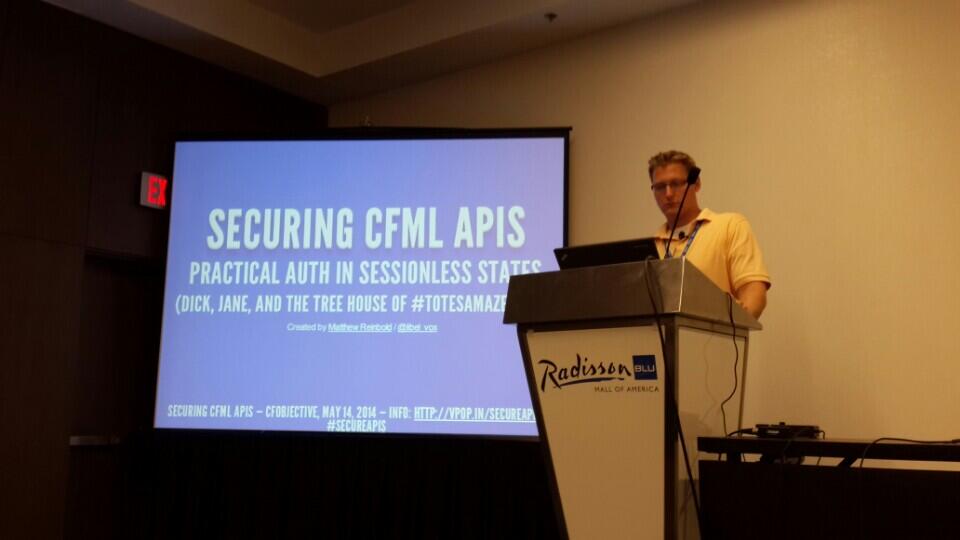 EX
SECURING CFML APIS
PRACTICAL AUTH IN SESSIONLESS STATES
(DICK, JANE, AND THE TREE HOUSE OF
Created by Matthew Reinbold / @libel_vox
SECURING CFML APIS – CFOBJECTIVE, MAY 14, 2014 – INFO: HTTP://VPOP.IN/SECUREAP
#SECUREAPIS
Radisson BLU
MALL OF AMERICA